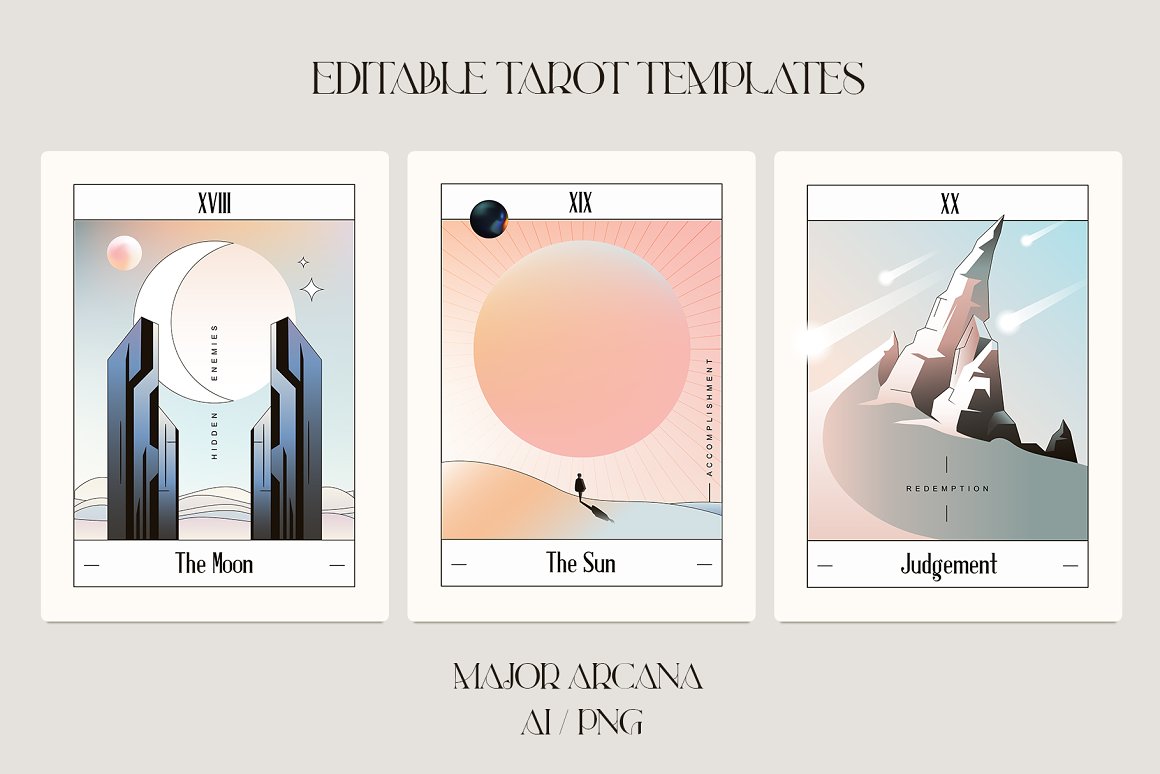 EDITABLE TAROT TEMPLATES
XVIII
HIDDEN ENEMIES
The Moon
XIX
ACCOMPLISHMENT
The Sun
XX
REDEMPTION
Judgement
MAJOR ARCANA
AI / PNG